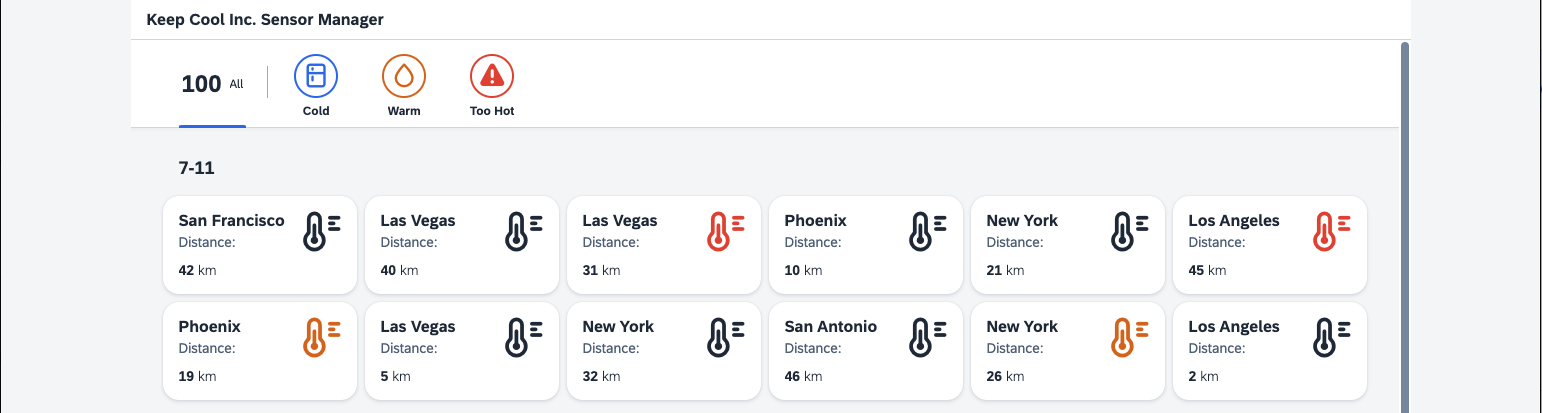 Keep Cool Inc. Sensor Manager
100 All
Cold
Warm
Too Hot
7-11
San Francisco
Distance:
42 km
Las Vegas
Distance:
40 km
Las Vegas
Distance:
31 km
Phoenix
Distance:
10 km
New York
Distance:
21 km
Los Angeles
Distance:
45 km
Phoenix
Distance:
19 km
Las Vegas
Distance:
5 km
New York
Distance:
32 km
San Antonio
Distance:
46 km
New York
Distance:
26 km
Los Angeles
Distance:
2 km